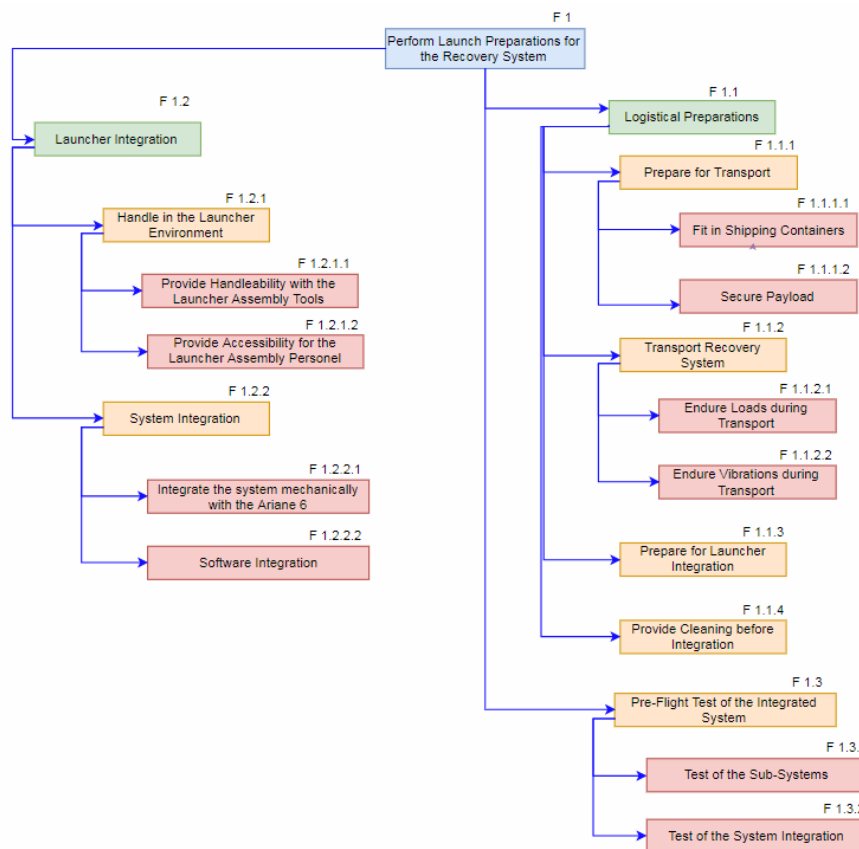 F 1
Perform Launch Preparations for
the Recovery System
F 1.2
Launcher Integration
F 1.2.1
Handle in the Launcher
Environment
F 1.2.1.1
Provide Handleability with the
Launcher Assembly Tools
F 1.2.1.2
Provide Accessibility for the
Launcher Assembly Personel
F 1.2.2
System Integration
F 1.2.2.1
Integrate the system mechanically
with the Ariane 6
F 1.2.2.2
Software Integration
F 1.1
Logistical Preparations
F 1.1.1
Prepare for Transport
F 1.1.1.1
Fit in Shipping Containers
F 1.1.1.2
Secure Payload
F 1.1.2
Transport Recovery
System
F 1.1.2.1
Endure Loads during
Transport
F 1.1.2.2
Endure Vibrations during
Transport
F 1.1.3
Prepare for Launcher
Integration
F 1.1.4
Provide Cleaning before
Integration
F 1.3
Pre-Flight Test of the Integrated
System
F 1.3.
Test of the Sub-Systems
F 1.3.2
Test of the System Integration